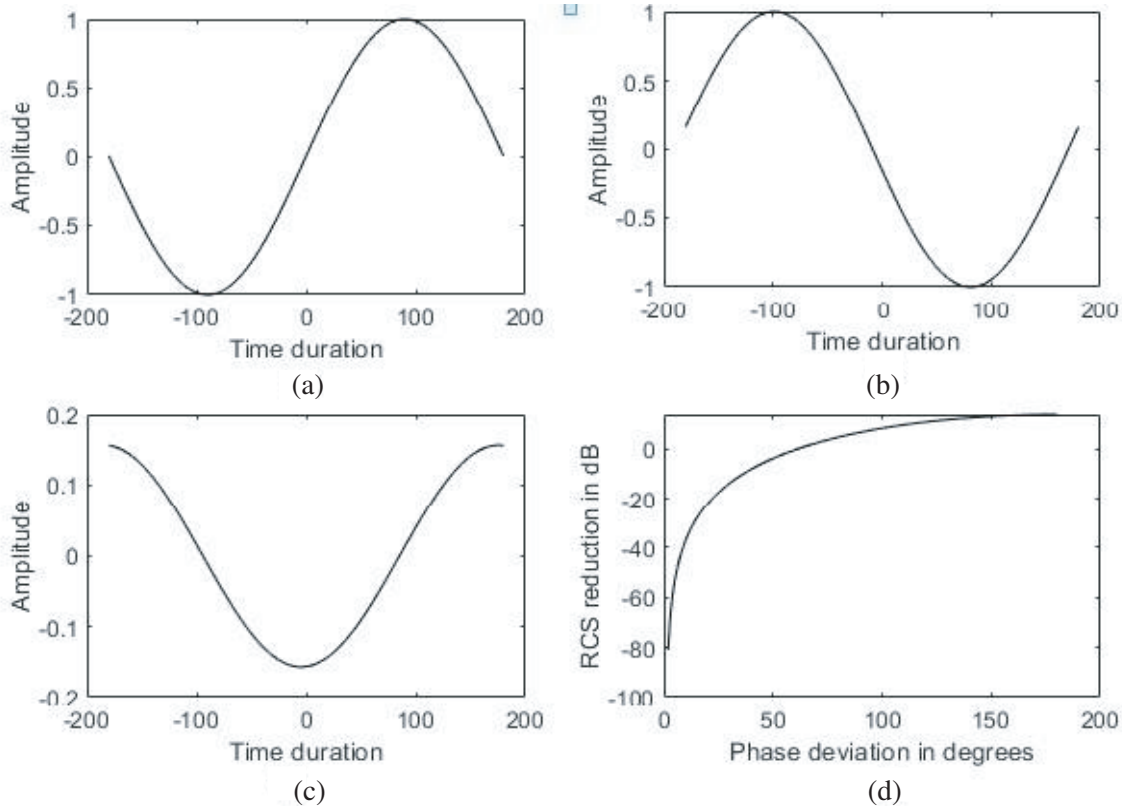 1
0.5
0
-0.5
-1
-200 -100 0 100 200
Amplitude
Time duration
(a)
1
0.5
0
-0.5
-1
-200 -100 0 100 200
Amplitude
Time duration
(b)
0.2
0.1
0
-0.1
-0.2
-200 -100 0 100 200
Amplitude
Time duration
(c)
0
-20
-40
-60
-80
-100
0 50 100 150 200
RCS reduction in dB
Phase deviation in degrees
(d)